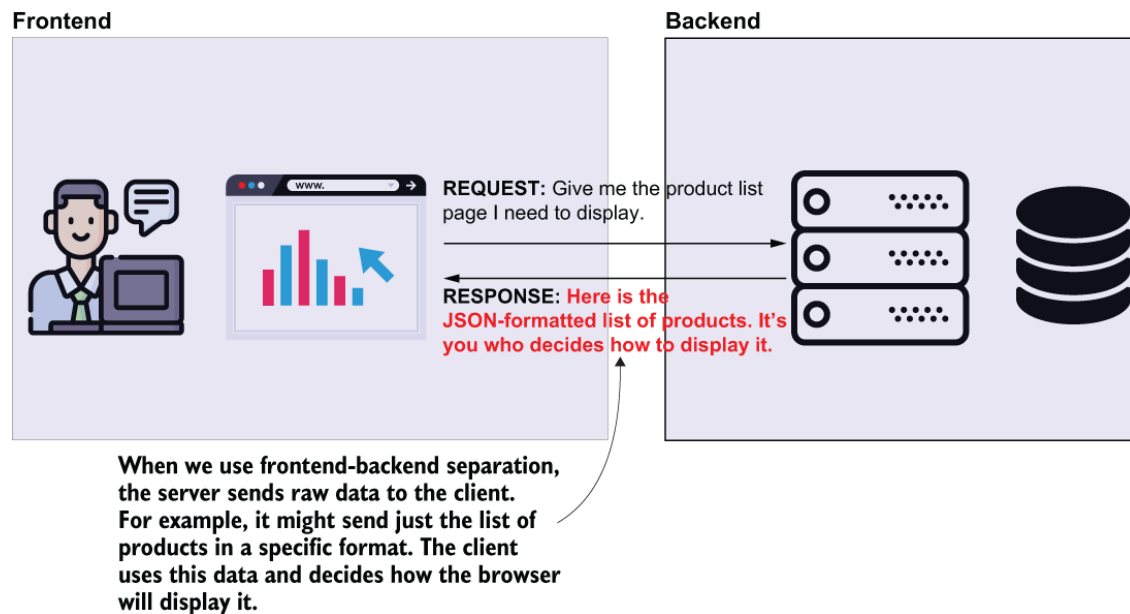 Frontend
Backend
www.
REQUEST: Give me the product list
page I need to display.
RESPONSE: Here is the
JSON-formatted list of products. It's
you who decides how to display it.
When we use frontend-backend separation,
the server sends raw data to the client.
For example, it might send just the list of
products in a specific format. The client
uses this data and decides how the browser
will display it.